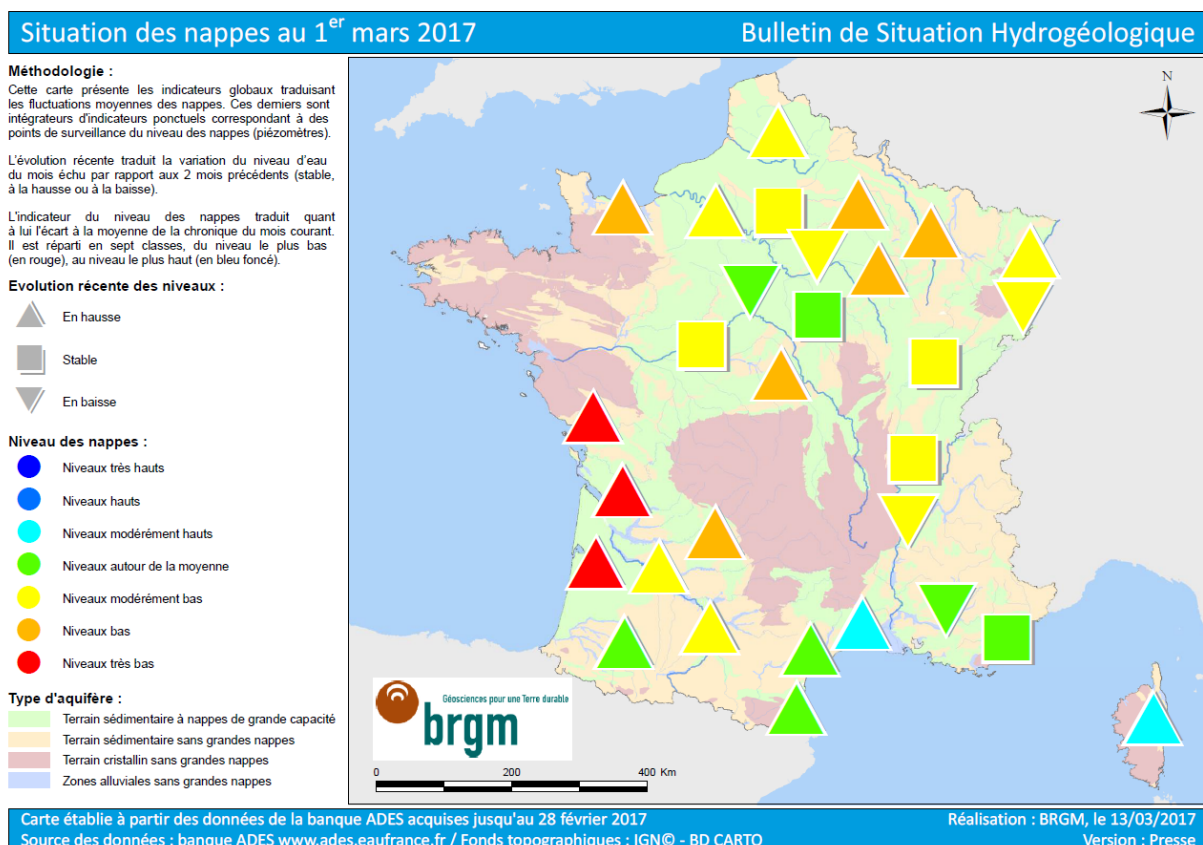 Situation des nappes au 1er mars 2017
Bulletin de Situation Hydrogéologique
Méthodologie :
Cette carte présente les indicateurs globaux traduisant
les fluctuations moyennes des nappes. Ces derniers sont
intégrateurs d'indicateurs ponctuels correspondant à des
points de surveillance du niveau des nappes (piézomètres).
L'évolution récente traduit la variation du niveau d'eau
du mois échu par rapport aux 2 mois précédents (stable,
à la hausse ou à la baisse).
L'indicateur du niveau des nappes traduit quant
à lui l'écart à la moyenne de la chronique du mois courant.
Il est réparti en sept classes, du niveau le plus bas
(en rouge), au niveau le plus haut (en bleu foncé).
Evolution récente des niveaux :
En hausse
Stable
En baisse
Niveau des nappes :
Niveaux très hauts
Niveaux hauts
Niveaux modérément hauts
Niveaux autour de la moyenne
Niveaux modérément bas
Niveaux bas
Niveaux très bas
Type d'aquifère :
Terrain sédimentaire à nappes de grande capacité
Terrain sédimentaire sans grandes nappes
Terrain cristallin sans grandes nappes
Zones alluviales sans grandes nappes
N
Géosciences pour une Terre durable
brgm
0 200 400 Km
Carte établie à partir des données de la banque ADES acquises jusqu'au 28 février 2017
Réalisation : BRGM, le 13/03/2017
Source des données : banque ADES www.ades.eaufrance.fr / Fonds topographiques : IGN© - BD CARTO
Version : Presse